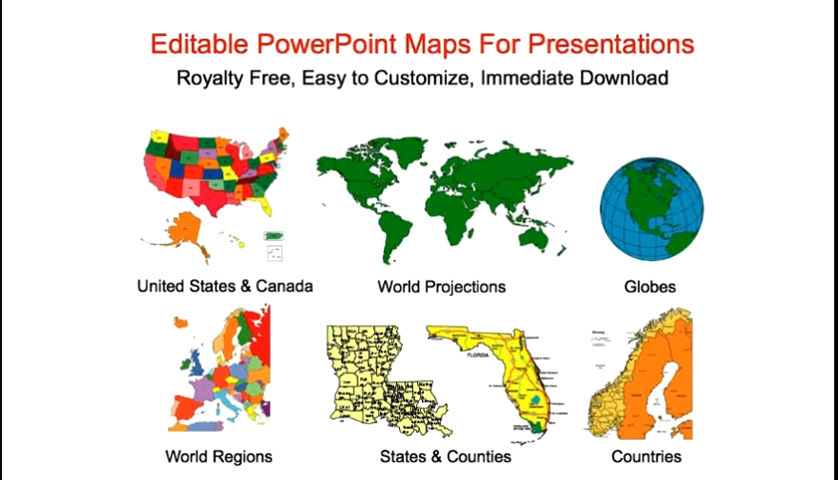 Editable PowerPoint Maps For Presentations
Royalty Free, Easy to Customize, Immediate Download
United States & Canada
World Projections
Globes
FLORIDA
World Regions
States & Counties
Countries